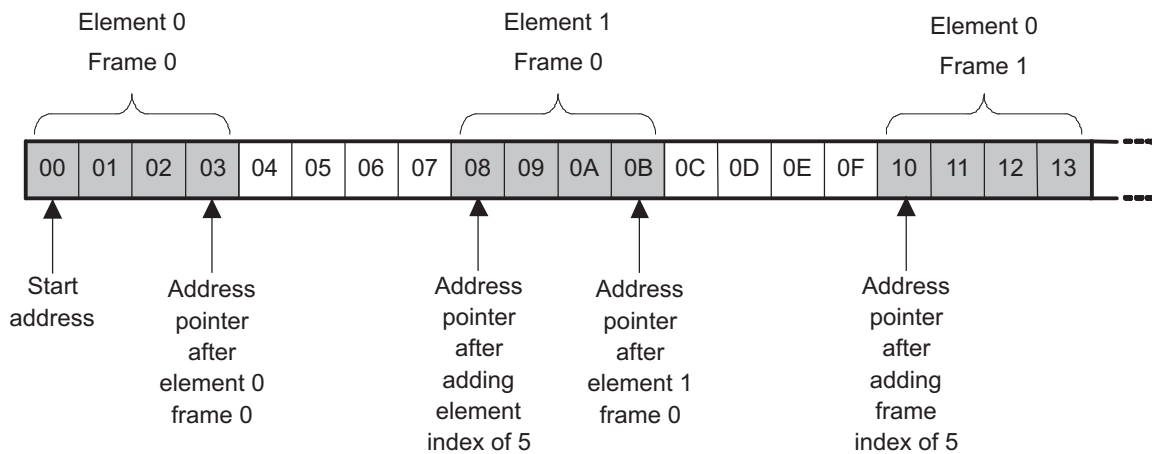 Element 0
Frame 0
Element 1
Frame 0
Element 0
Frame 1
00 01 02 03 04 05 06 07 08 09 0A 0B 0C 0D 0E 0F 10 11 12 13
Start
address
Address
pointer
after
element 0
frame 0
Address
pointer
after
adding
element
index of 5
Address
pointer
after
element 1
frame 0
Address
pointer
after
adding
frame
index of 5